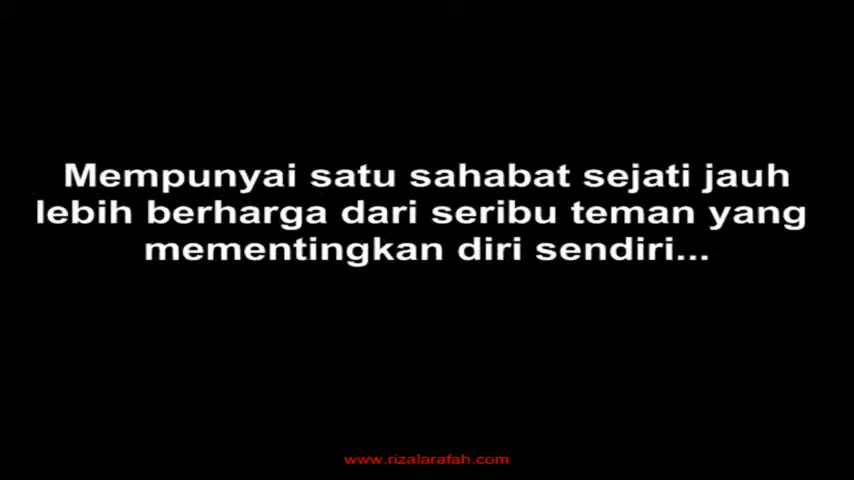 Mempunyai satu sahabat sejati jauh
lebih berharga dari seribu teman yang
mementingkan diri sendiri...
www.rizalarafah.com